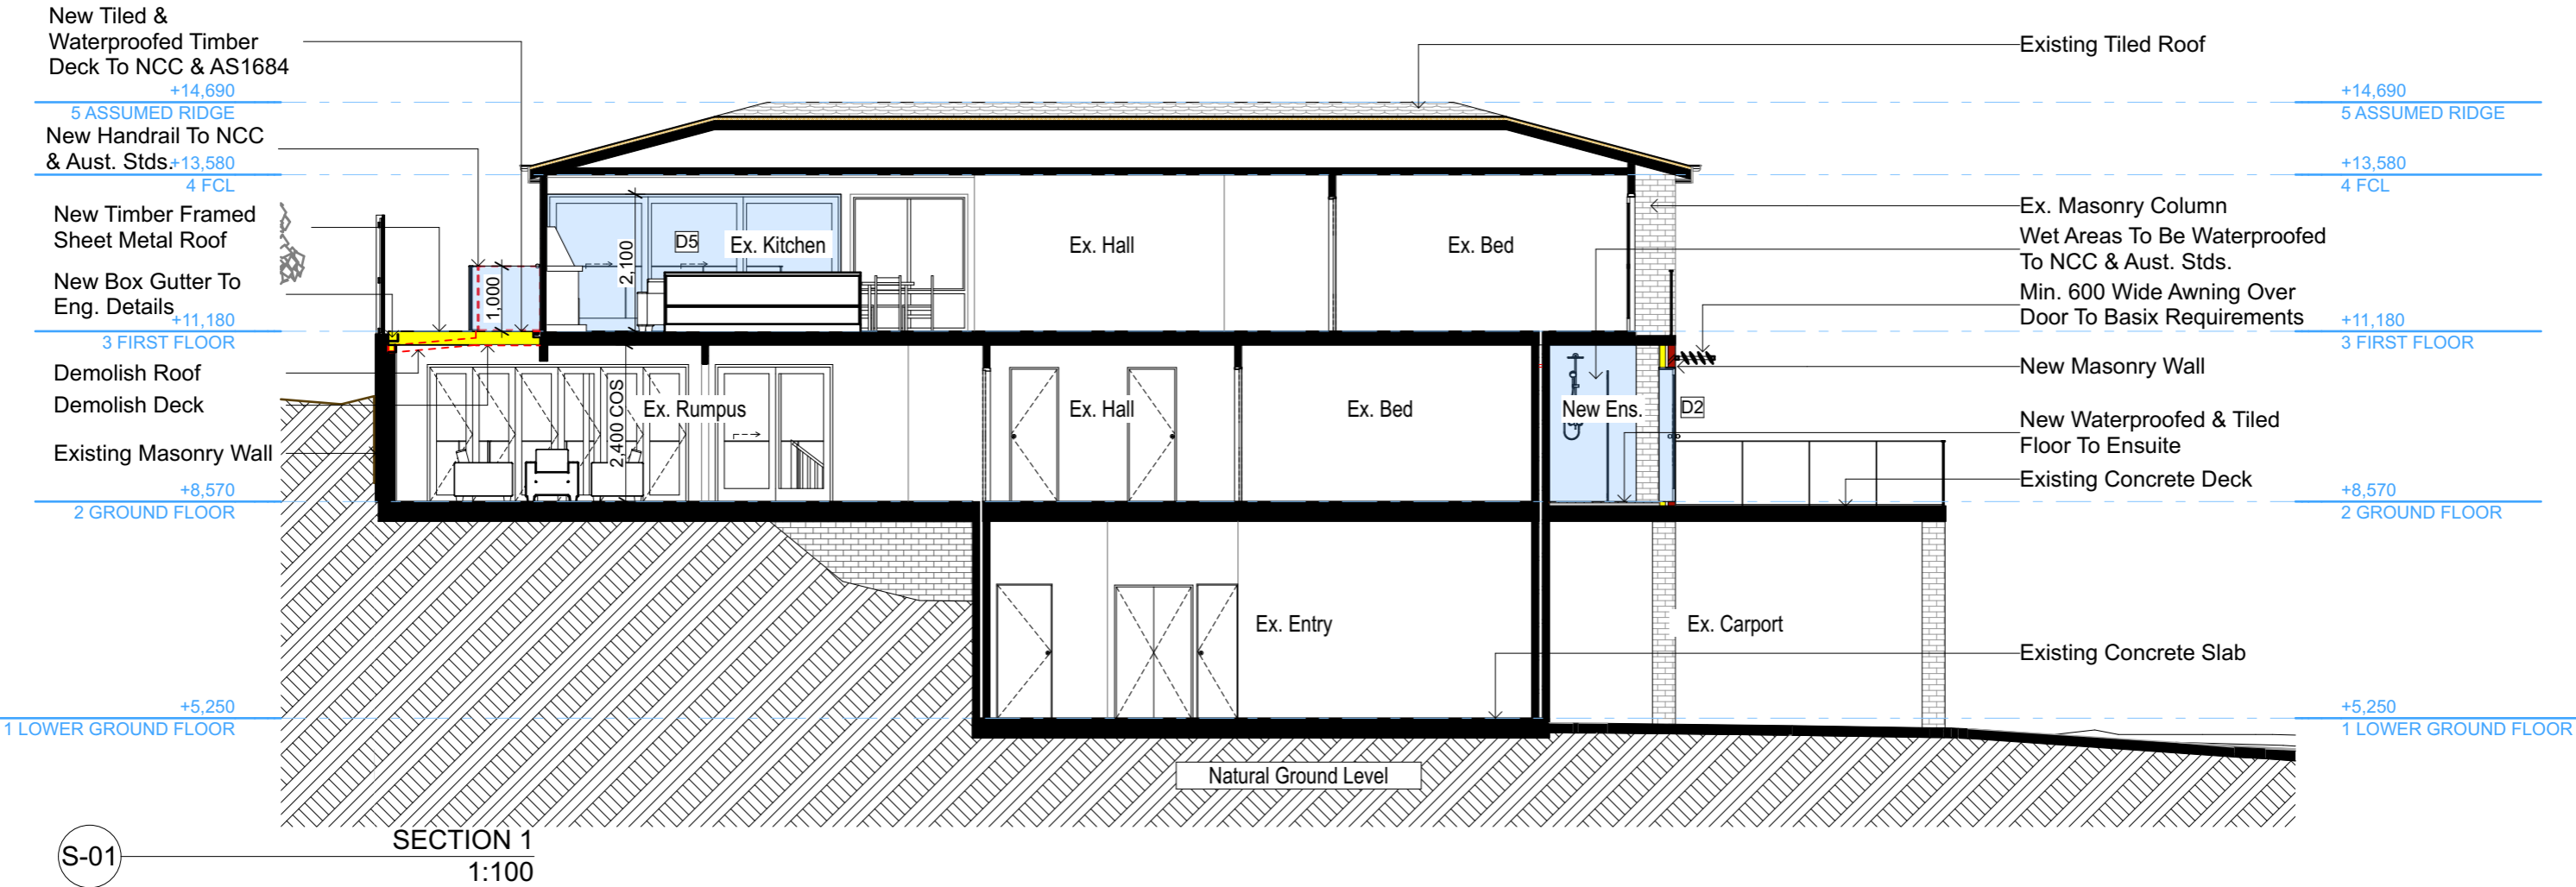 New Tiled &
Waterproofed Timber
Deck To NCC & AS1684
+14,690
5 ASSUMED RIDGE
New Handrail To NCC
& Aust. Stds.
+13,580
4 FCL
New Timber Framed
Sheet Metal Roof
New Box Gutter To
Eng. Details
+11,180
3 FIRST FLOOR
Demolish Roof
Demolish Deck
Existing Masonry Wall
+8,570
2 GROUND FLOOR
+5,250
1 LOWER GROUND FLOOR
1,000
2,100
D5
Ex. Kitchen
Ex. Hall
Ex. Bed
2,400 COS
Ex. Rumpus
Ex. Hall
Ex. Bed
New Ens.
D2
Ex. Entry
Ex. Carport
Natural Ground Level
Existing Tiled Roof
+14,690
5 ASSUMED RIDGE
+13,580
4 FCL
Ex. Masonry Column
Wet Areas To Be Waterproofed
To NCC & Aust. Stds.
Min. 600 Wide Awning Over
Door To Basix Requirements
+11,180
3 FIRST FLOOR
New Masonry Wall
New Waterproofed & Tiled
Floor To Ensuite
Existing Concrete Deck
+8,570
2 GROUND FLOOR
Existing Concrete Slab
+5,250
1 LOWER GROUND FLOOR
S-01
SECTION 1
1:100